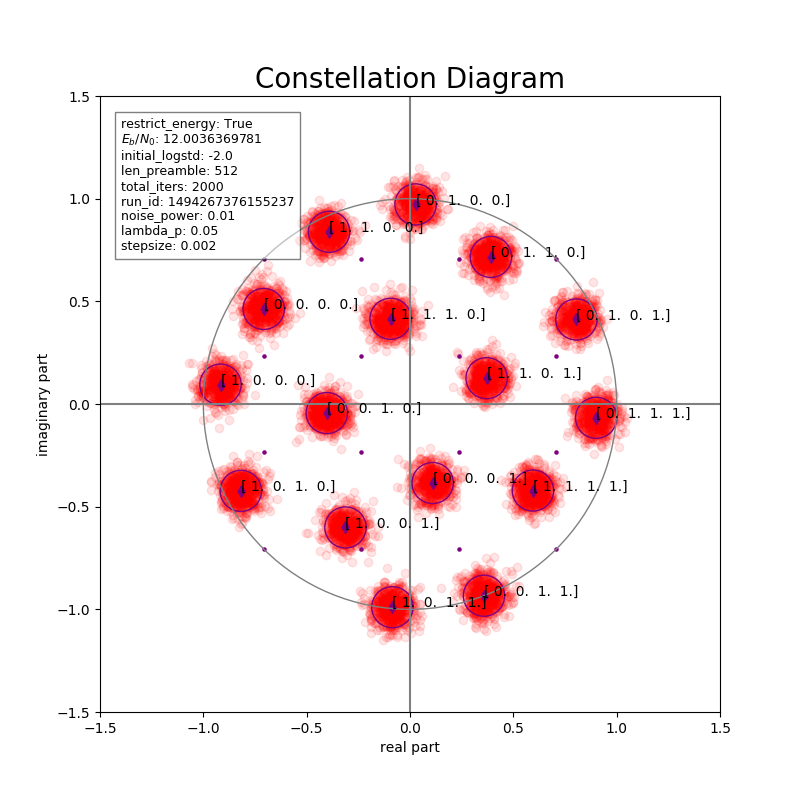 Constellation Diagram
restrict_energy: True
E_b/N_0: 12.0036369781
initial_logstd: -2.0
len_preamble: 512
total_iters: 2000
run_id: 1494267376155237
noise_power: 0.01
lambda_p: 0.05
stepsize: 0.002
[ 0. 1. 0. 0.]
[ 1. 1. 0. 0.]
[ 0. 1. 1. 0.]
[ 0. 0. 0. 0.]
[ 1. 1. 1. 0.]
[ 0. 1. 0. 1.]
[ 1. 0. 0. 0.]
[ 1. 1. 0. 1.]
[ 0. 0. 1. 0.]
[ 0. 1. 1. 1.]
[ 1. 0. 1. 0.]
[ 0. 0. 0. 1.]
[ 1. 1. 1. 1.]
[ 1. 0. 0. 1.]
[ 1. 0. 1. 1.]
[ 0. 0. 1. 1.]
1.5
1.0
0.5
0.0
−0.5
−1.0
−1.5
imaginary part
−1.5 −1.0 −0.5 0.0 0.5 1.0 1.5
real part